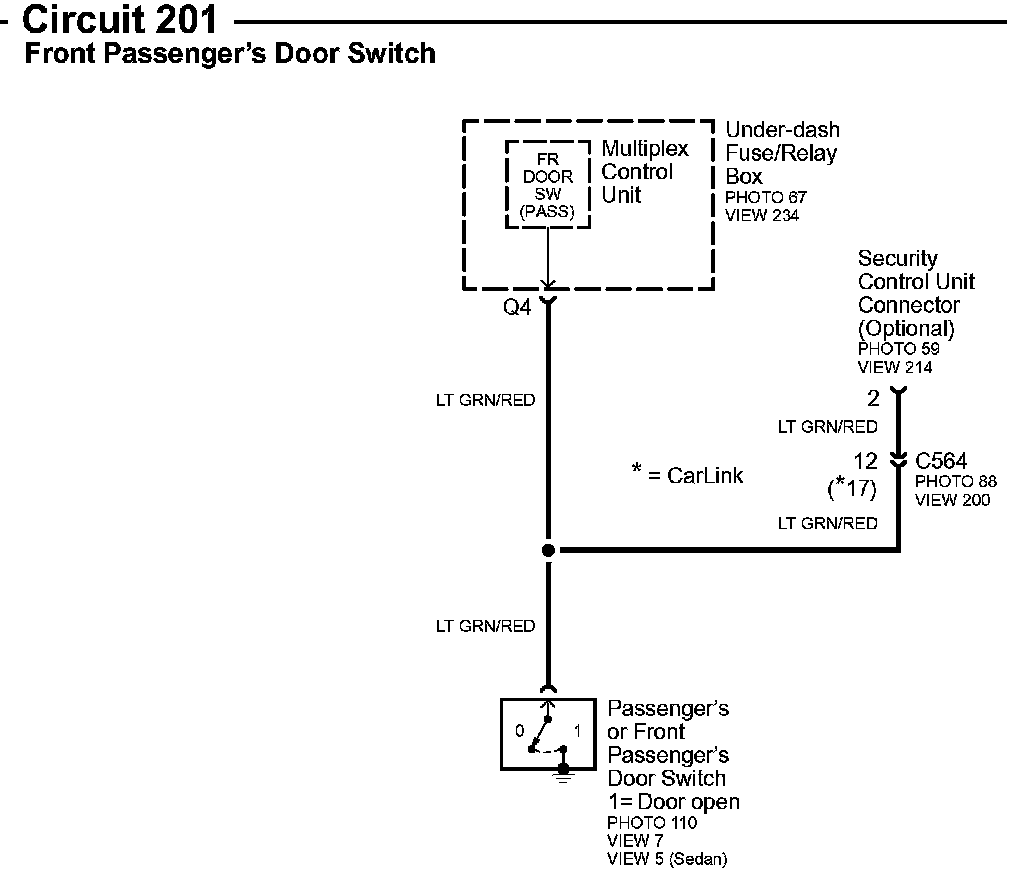 Circuit 201
Front Passenger's Door Switch
FR
DOOR
SW
(PASS)
Multiplex
Control
Unit
Under-dash
Fuse/Relay
Box
PHOTO 67
VIEW 234
Q4
Security
Control Unit
Connector
(Optional)
PHOTO 59
VIEW 214
2
LT GRN/RED
LT GRN/RED
12
(*17)
C564
PHOTO 88
VIEW 200
* = CarLink
LT GRN/RED
LT GRN/RED
0
1
Passenger's
or Front
Passenger's
Door Switch
1= Door open
PHOTO 110
VIEW 7
VIEW 5 (Sedan)